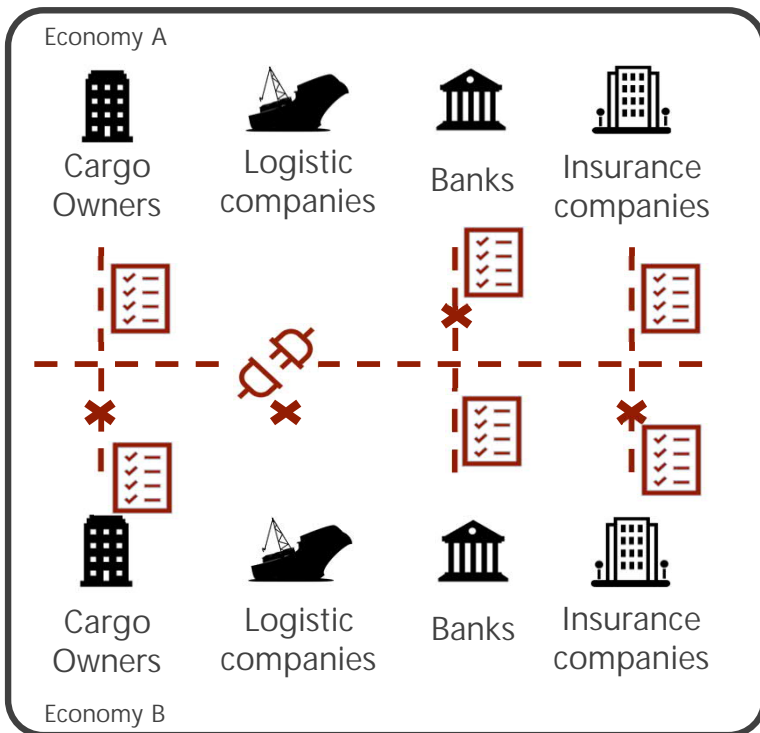 Economy A
Cargo
Owners
Logistic
companies
Banks
Insurance
companies
Cargo
Owners
Logistic
companies
Banks
Insurance
companies
Economy B